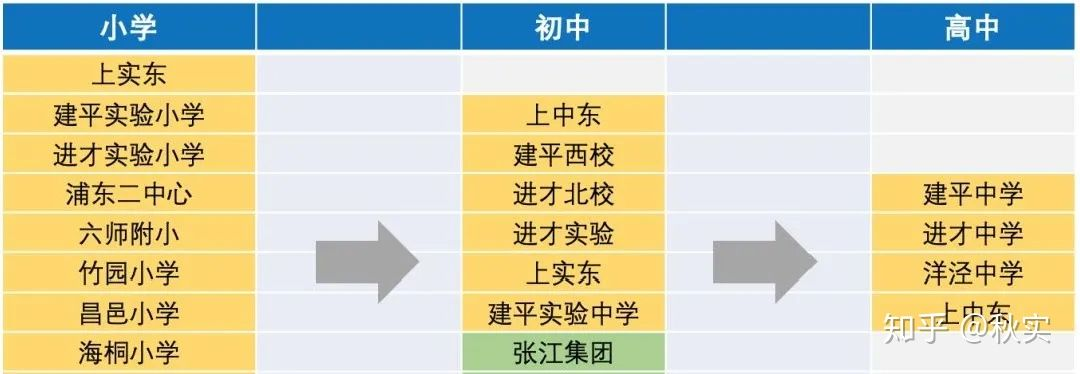 小学 初中 高中
上实东
建平实验小学 上中东
进才实验小学 建平西校
浦东二中心 进才北校 建平中学
六师附小 进才实验 进才中学
竹园小学 上实东 洋泾中学
昌邑小学 建平实验中学 上中东
海桐小学 张江集团
知乎 @秋实